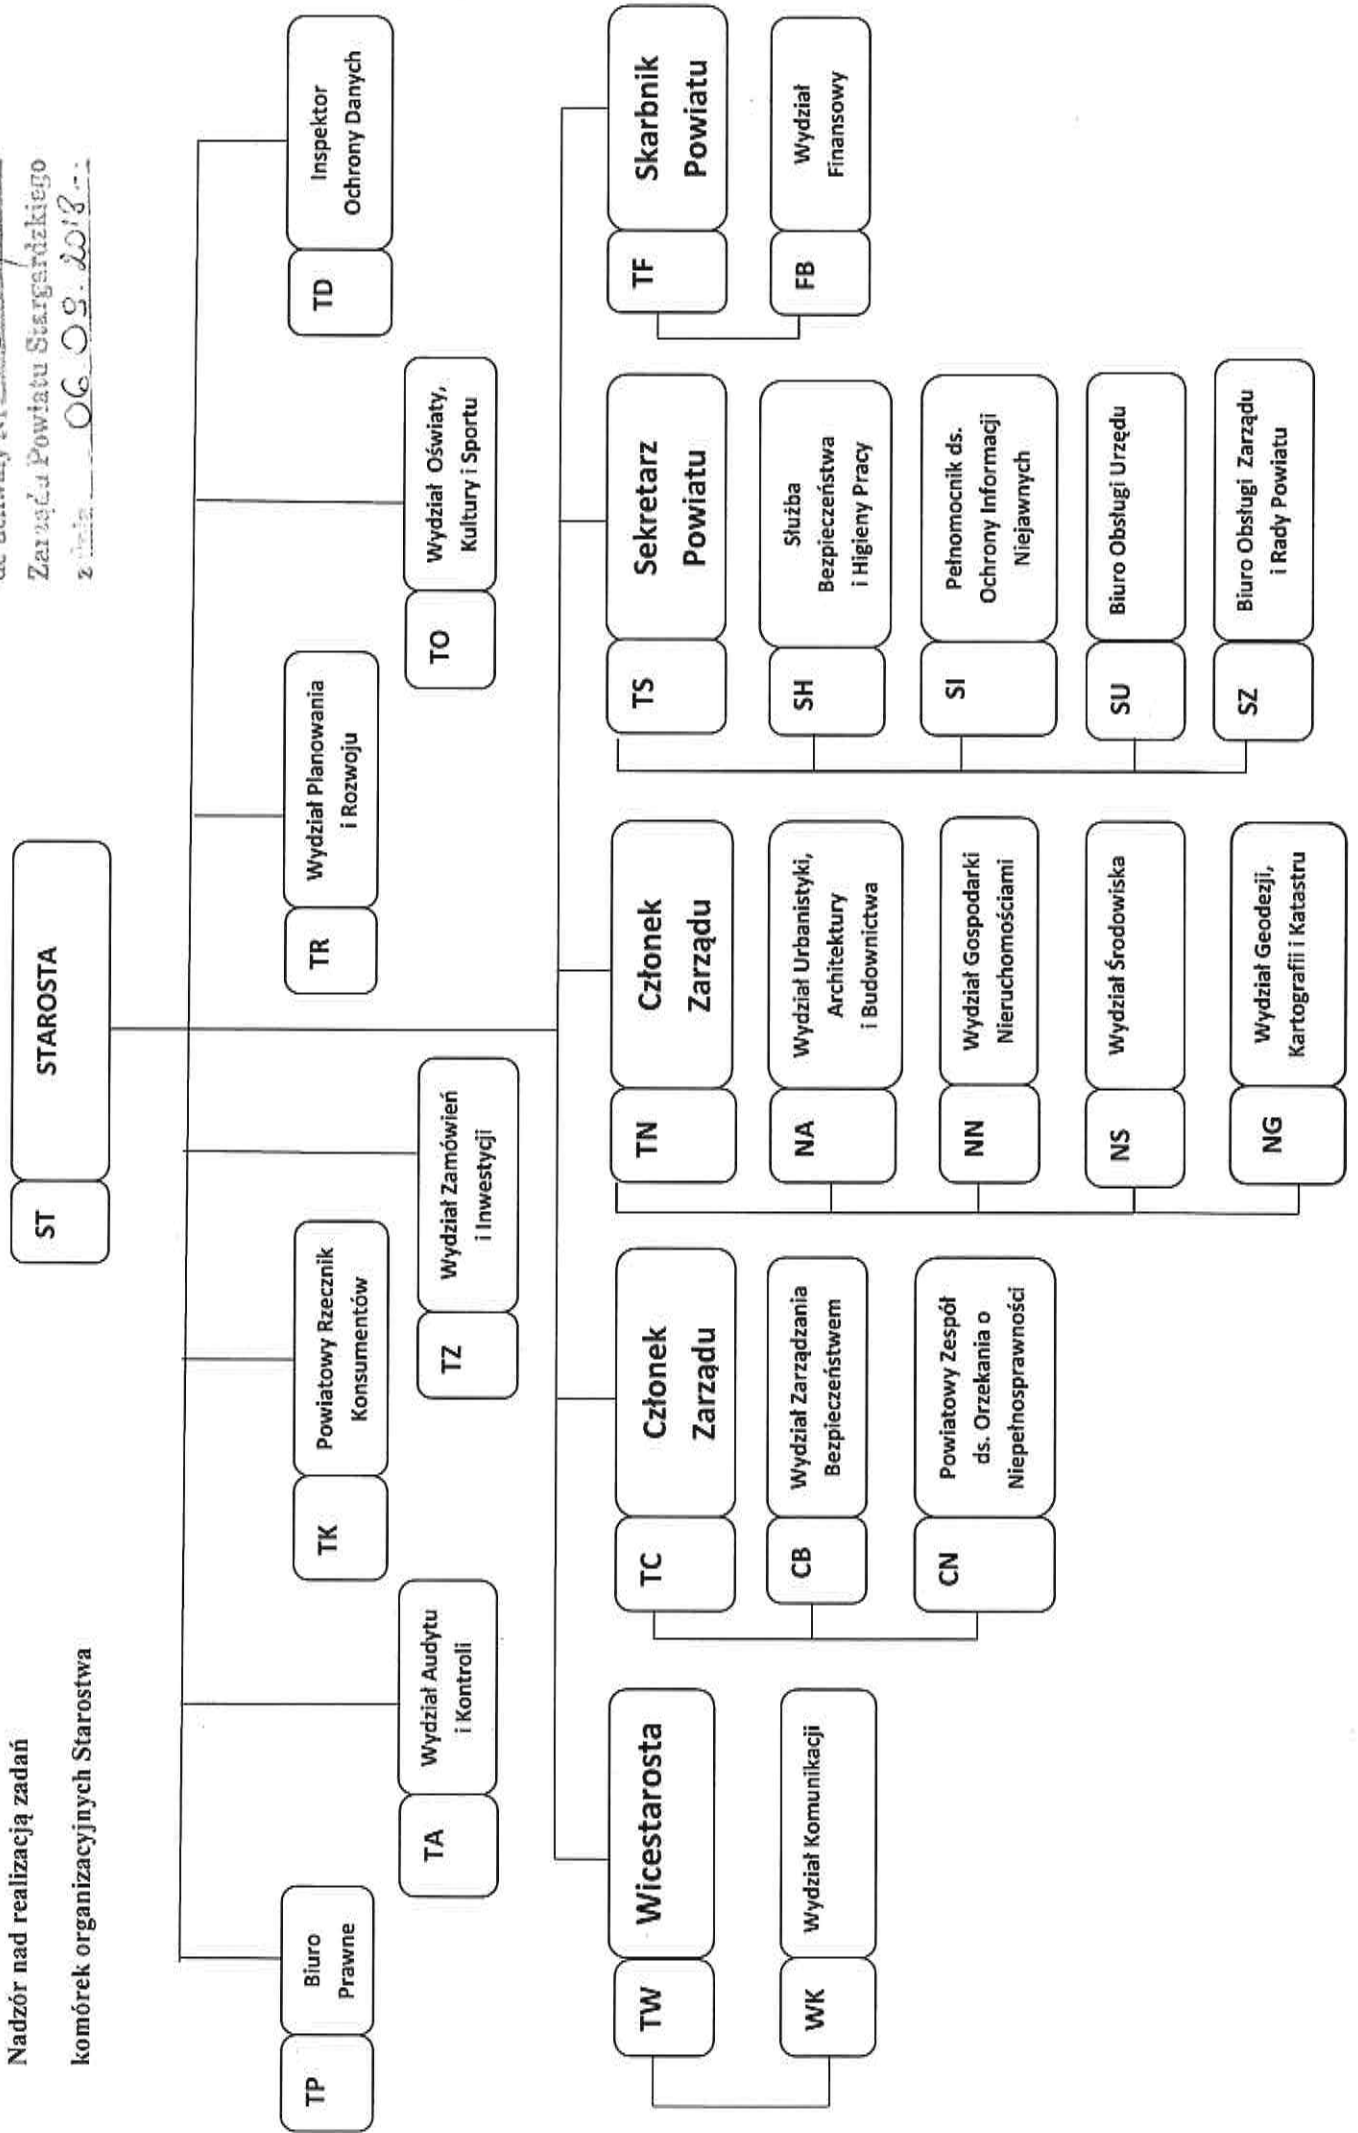 Zarządu Powiatu Stargardzkiego
z dnia 06.09.2018
Nadzór nad realizacją zadań
komórek organizacyjnych Starostwa
ST
STAROSTA
TP
Biuro
Prawne
TA
Wydział Audytu
i Kontroli
TK
Powiatowy Rzecznik
Konsumentów
TZ
Wydział Zamówień
i Inwestycji
TR
Wydział Planowania
i Rozwoju
TO
Wydział Oświaty,
Kultury i Sportu
TD
Inspektor
Ochrony Danych
TW
Wicestarosta
WK
Wydział Komunikacji
TC
Członek
Zarządu
CB
Wydział Zarządzania
Bezpieczeństwem
CN
Powiatowy Zespół
ds. Orzekania o
Niepełnosprawności
TN
Członek
Zarządu
NA
Wydział Urbanistyki,
Architektury
i Budownictwa
NN
Wydział Gospodarki
Nieruchomościami
NS
Wydział Środowiska
NG
Wydział Geodezji,
Kartografii i Katastru
TS
Sekretarz
Powiatu
SH
Służba
Bezpieczeństwa
i Higieny Pracy
SI
Pełnomocnik ds.
Ochrony Informacji
Niejawnych
SU
Biuro Obsługi Urzędu
SZ
Biuro Obsługi Zarządu
i Rady Powiatu
TF
Skarbnik
Powiatu
FB
Wydział
Finansowy